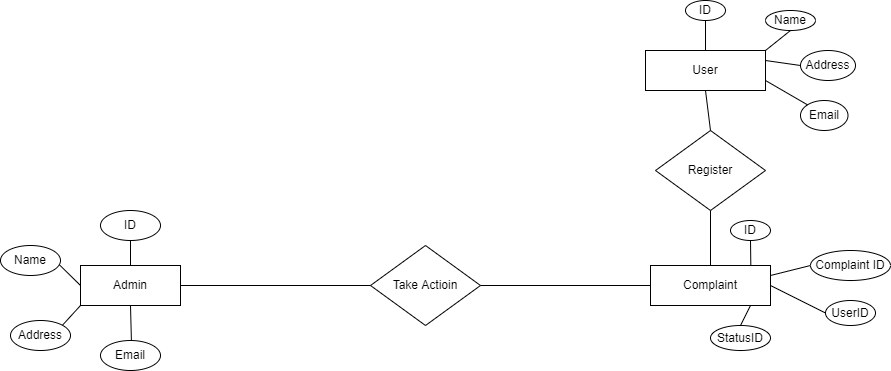 ID
Name
User
Address
Email
Register
ID
ID
Name
Complaint ID
Admin
Take Actioin
Complaint
UserID
Address
StatusID
Email